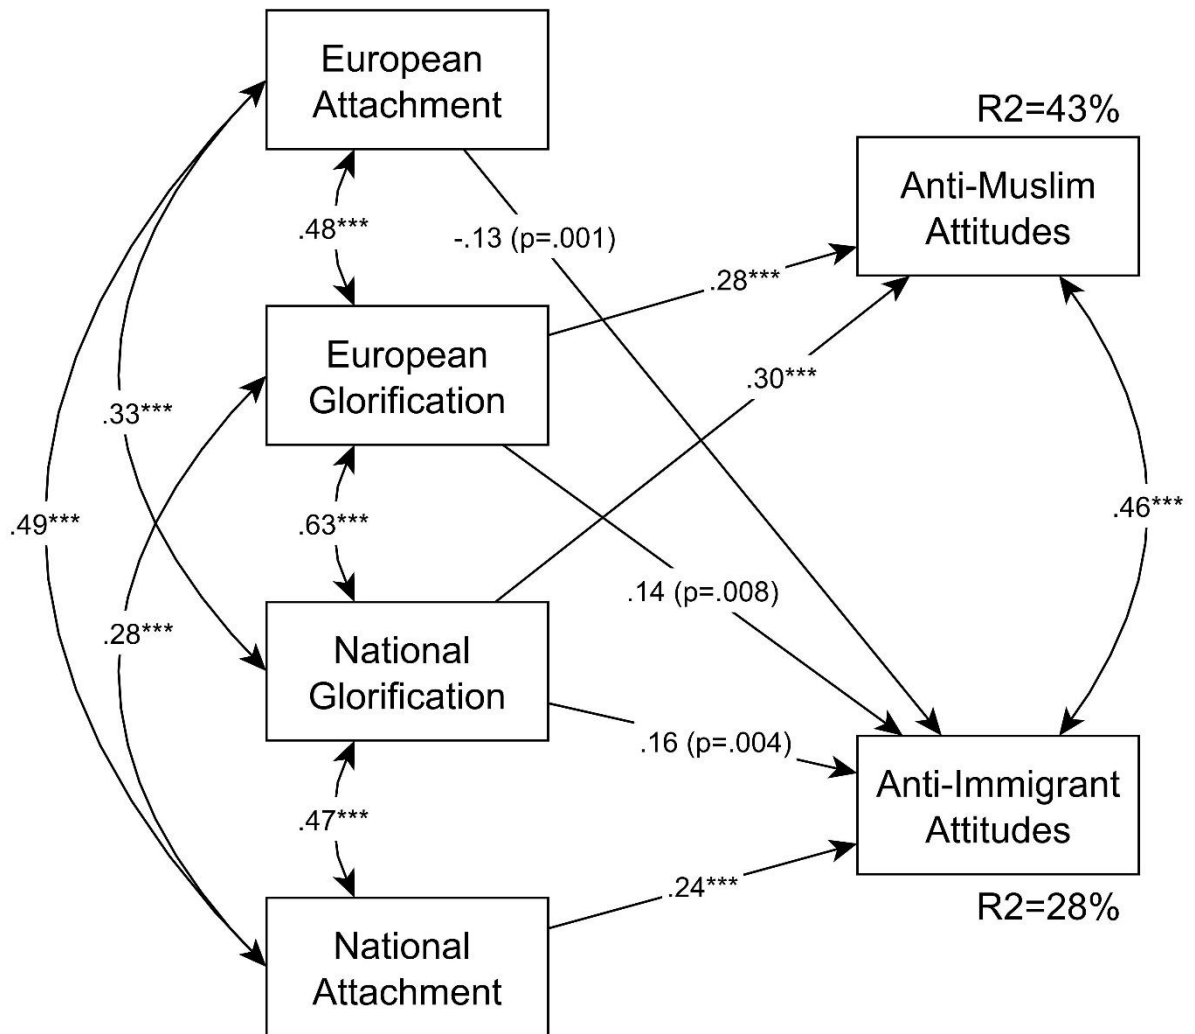 European
Attachment
R2=43%
Anti-Muslim
Attitudes
.48***
-.13 (p=.001)
.28***
European
Glorification
.30***
.33***
.49***
.63***
.46***
.14 (p=.008)
.28***
National
Glorification
.16 (p=.004)
Anti-Immigrant
Attitudes
.47***
.24***
R2=28%
National
Attachment